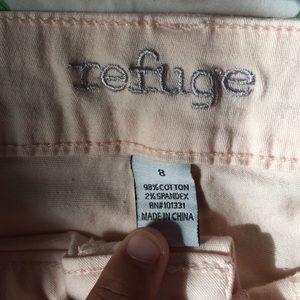 refuge
8
98% COTTON
2% SPANDEX
RN#101331
MADE IN CHINA